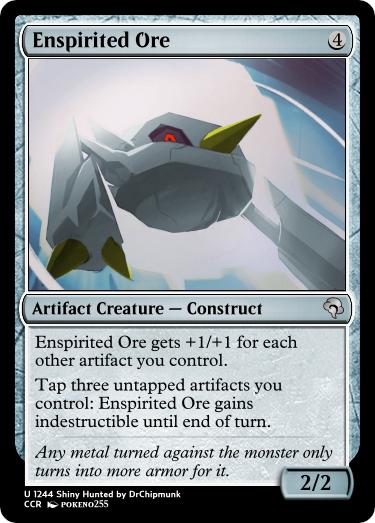 Enspirited Ore 4
Artifact Creature — Construct
Enspirited Ore gets +1/+1 for each
other artifact you control.
Tap three untapped artifacts you
control: Enspirited Ore gains
indestructible until end of turn.
Any metal turned against the monster only
turns into more armor for it.
2/2
U 1244 Shiny Hunted by DrChipmunk
CCR POKENO255